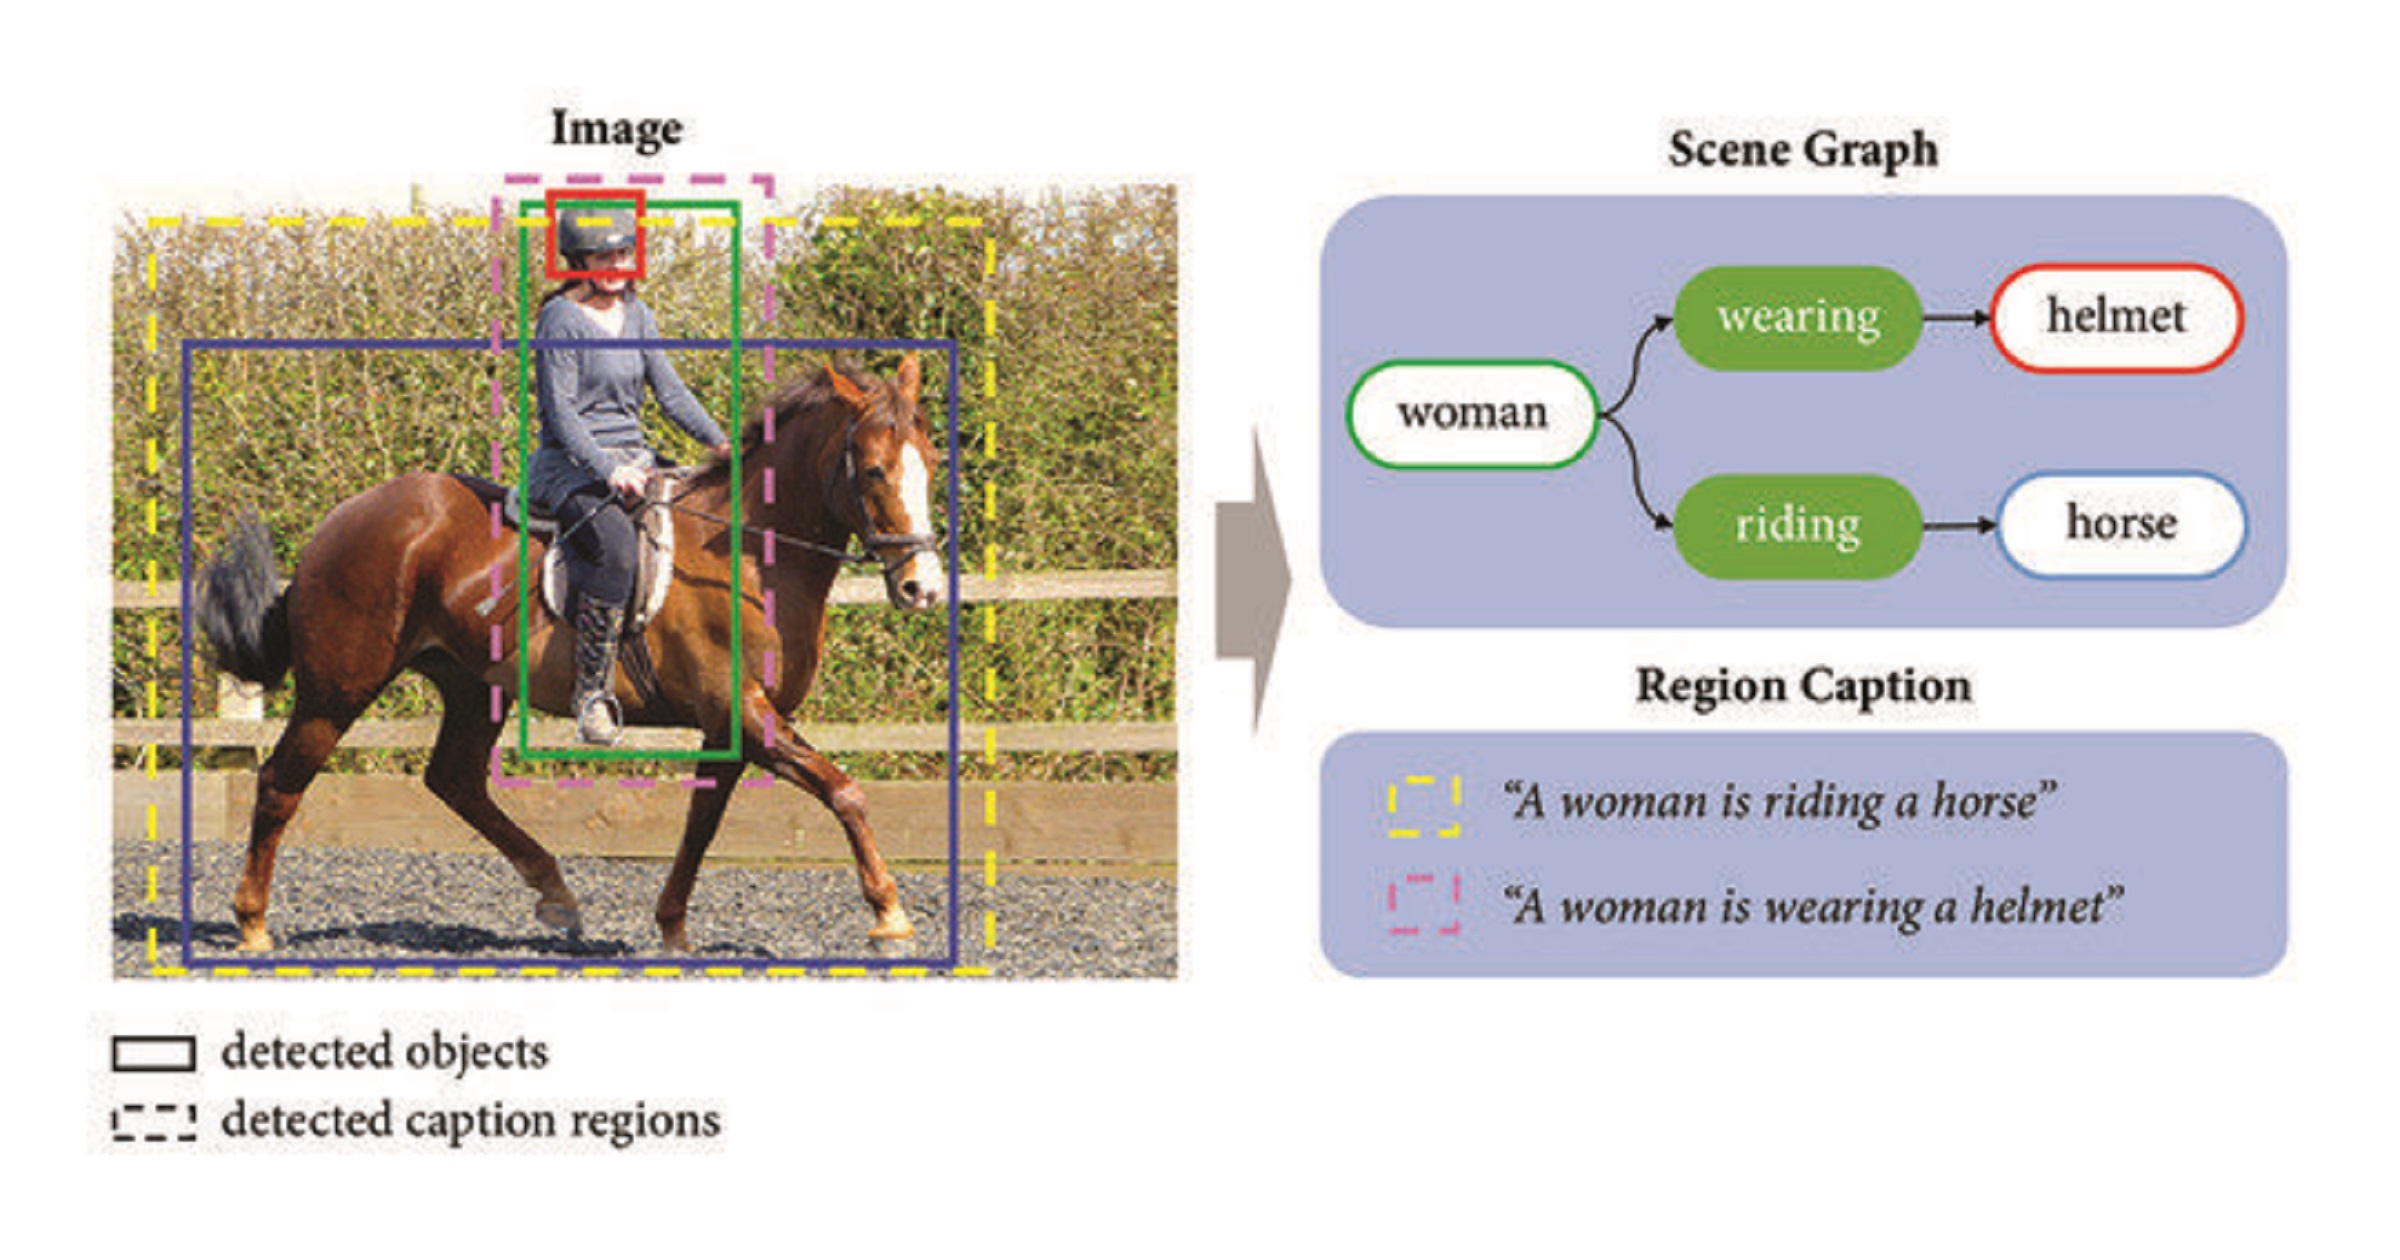 Image
detected objects
detected caption regions
Scene Graph
woman
wearing
helmet
riding
horse
Region Caption
“A woman is riding a horse”
“A woman is wearing a helmet”